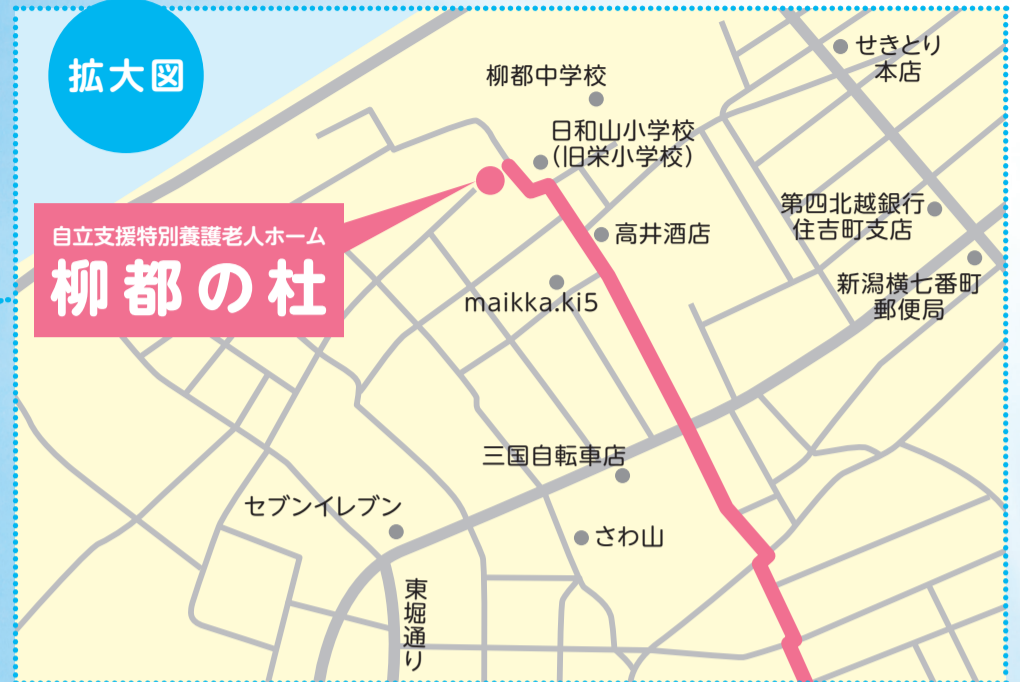 拡大図
せきとり
本店
柳都中学校
日和山小学校
(旧栄小学校)
第四北越銀行
住吉町支店
高井酒店
自立支援特別養護老人ホーム
柳都の杜
新潟横七番町
郵便局
maikka.ki5
三国自転車店
セブンイレブン
さわ山
東堀通り